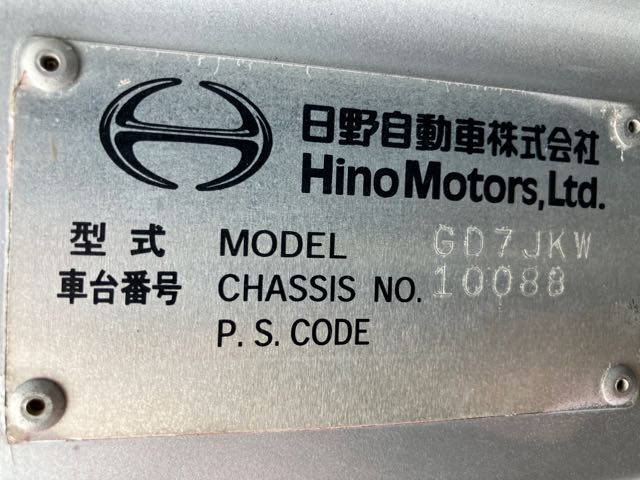 日野自動車株式会社
Hino Motors, Ltd.
型式 MODEL GD7JKW
車台番号 CHASSIS NO. 10088
P. S. CODE